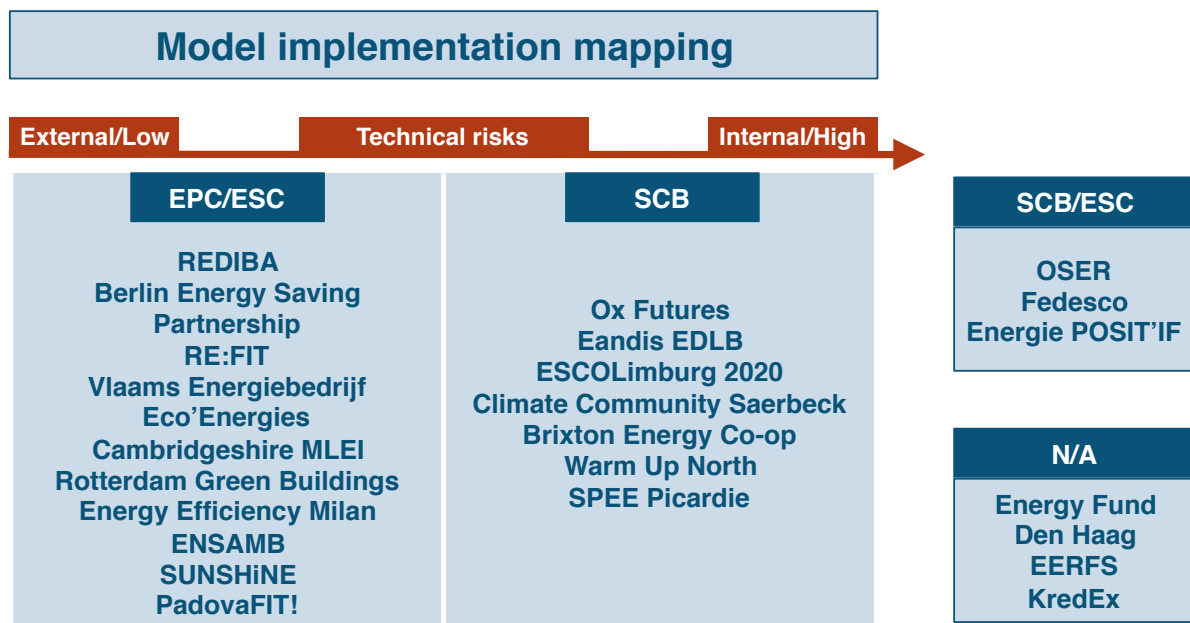 Model implementation mapping
External/Low
Technical risks
Internal/High
EPC/ESC
REDIBA
Berlin Energy Saving
Partnership
RE:FIT
Vlaams Energiebedrijf
Eco’Energies
Cambridgeshire MLEI
Rotterdam Green Buildings
Energy Efficiency Milan
ENSAMB
SUNSHiNE
PadovaFIT!
SCB
Ox Futures
Eandis EDLB
ESCOLimburg 2020
Climate Community Saerbeck
Brixton Energy Co-op
Warm Up North
SPEE Picardie
SCB/ESC
OSER
Fedesco
Energie POSIT’IF
N/A
Energy Fund
Den Haag
EERFS
KredEx